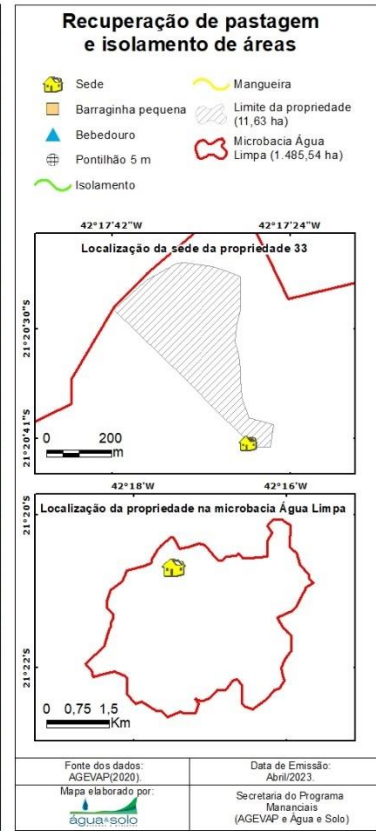 Recuperação de pastagem
e isolamento de áreas
Sede
Barraginha pequena
Bebedouro
Pontilhão 5 m
Isolamento
Mangueira
Limite da propriedade
(11,63 ha)
Microbacia Água
Limpa (1.485,54 ha)
42°17'42"W
42°17'24"W
Localização da sede da propriedade 33
21°20'30"S
21°20'41"S
0 200
m
42°18'W
42°16'W
21°20'S
Localização da propriedade na microbacia Água Limpa
21°22'S
0 0,75 1,5
Km
Fonte dos dados:
AGEVAP(2020).
Data de Emissão:
Abril/2023.
Mapa elaborado por:
água&solo
Secretaria do Programa
Mananciais
(AGEVAP e Água e Solo)